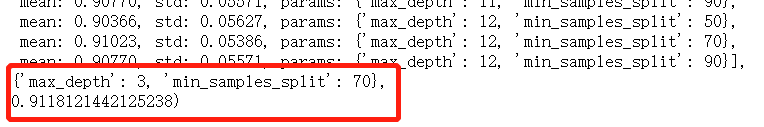 mean: 0.90770, std: 0.05571, params: {'max_depth': 11, 'min_samples_split': 90},
mean: 0.90366, std: 0.05627, params: {'max_depth': 12, 'min_samples_split': 50},
mean: 0.91023, std: 0.05386, params: {'max_depth': 12, 'min_samples_split': 70},
mean: 0.90770, std: 0.05571, params: {'max_depth': 12, 'min_samples_split': 90}],
{'max_depth': 3, 'min_samples_split': 70},
0.9118121442125238)